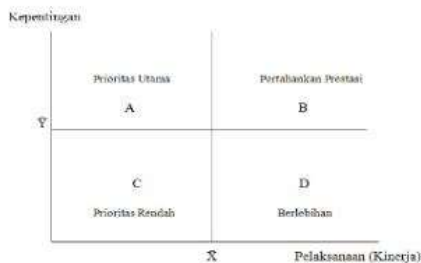 Kepentingan
Prioritas Utama
Pertahankan Prestasi
A
B
Y̅
C
D
Prioritas Rendah
Berlebihan
X̅
Pelaksanaan (Kinerja)